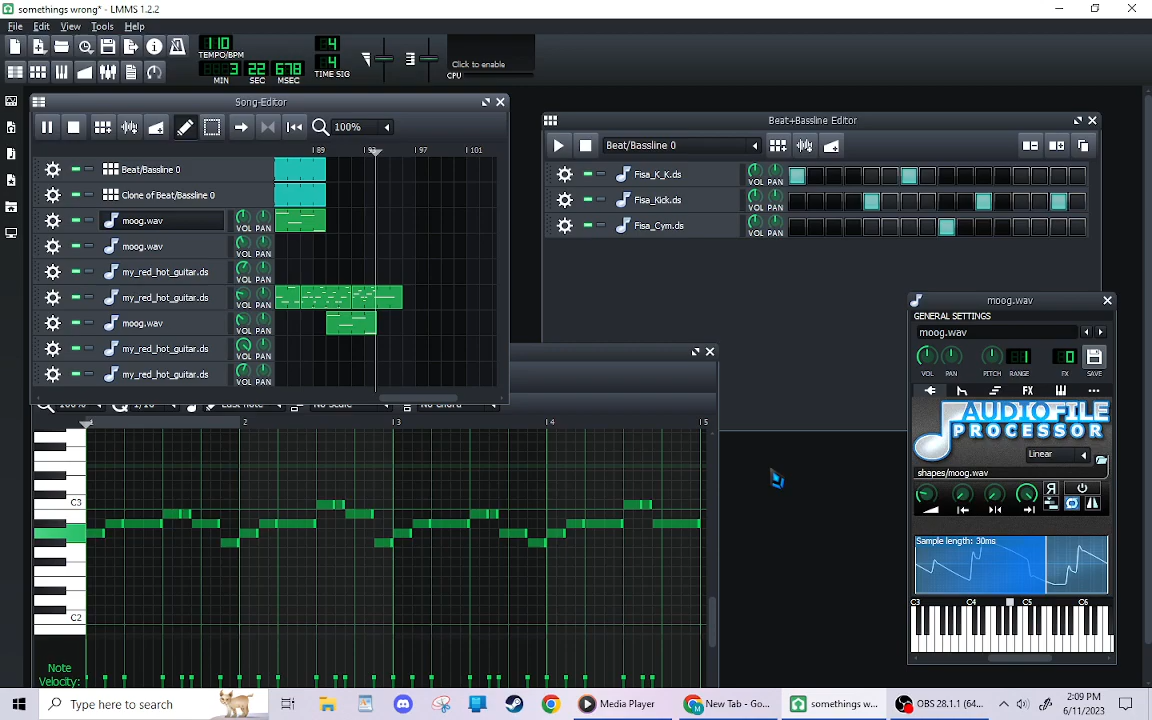 somethings wrong* - LMMS 1.2.2
File Edit View Tools Help
110
TEMPO/BPM
3 22 678
MIN SEC MSEC
4
4
TIME SIG
Click to enable
CPU
Song-Editor
100%
89 93 97 101
Beat/Bassline 0
Clone of Beat/Bassline 0
moog.wav VOL PAN
moog.wav VOL PAN
my_red_hot_guitar.ds VOL PAN
my_red_hot_guitar.ds VOL PAN
moog.wav VOL PAN
my_red_hot_guitar.ds VOL PAN
my_red_hot_guitar.ds VOL PAN
Beat+Bassline Editor
Beat/Bassline 0
Fisa_K_K.ds VOL PAN
Fisa_Kick.ds VOL PAN
Fisa_Cym.ds VOL PAN
2 3 4 5
C3
C2
Note
Velocity:
moog.wav
GENERAL SETTINGS
moog.wav
1 0
VOL PAN PITCH RANGE FX SAVE
FX
AUDIO FILE
PROCESSOR
Linear
shapes/moog.wav
Sample length: 30ms
C3 C4 C5 C6
Type here to search
Media Player
New Tab - Go...
somethings w...
OBS 28.1.1 (64...
2:09 PM
6/11/2023